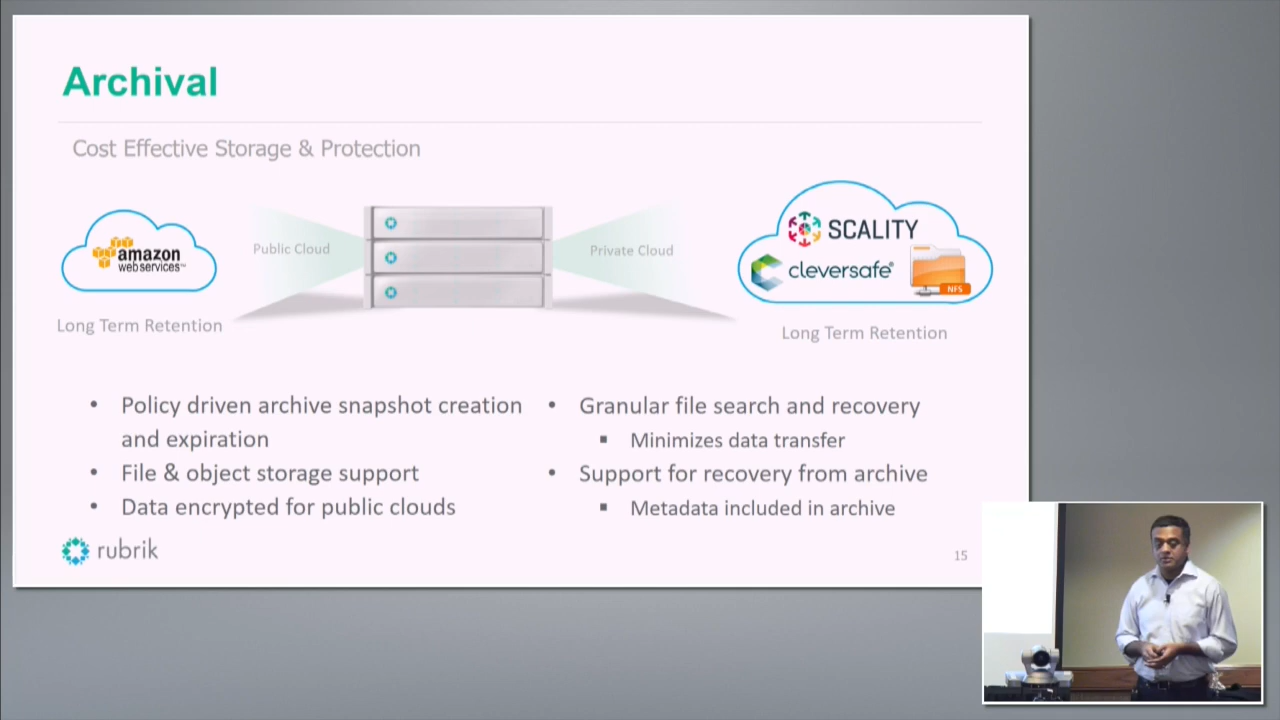 Archival
Cost Effective Storage & Protection
amazon
web services™
Public Cloud
Private Cloud
SCALITY
cleversafe®
NFS
Long Term Retention
Long Term Retention
• Policy driven archive snapshot creation
and expiration
• File & object storage support
• Data encrypted for public clouds
• Granular file search and recovery
▪ Minimizes data transfer
• Support for recovery from archive
▪ Metadata included in archive
rubrik
15